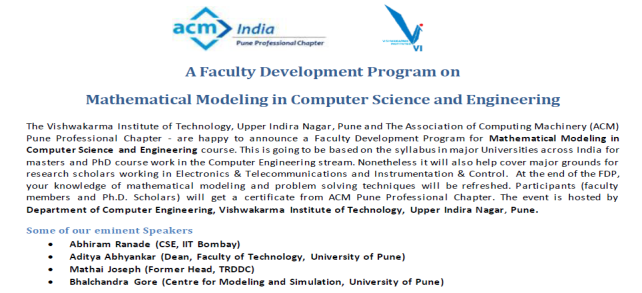 acm India
Pune Professional Chapter
VI
A Faculty Development Program on
Mathematical Modeling in Computer Science and Engineering
The Vishwakarma Institute of Technology, Upper Indira Nagar, Pune and The Association of Computing Machinery (ACM)
Pune Professional Chapter - are happy to announce a Faculty Development Program for Mathematical Modeling in
Computer Science and Engineering course. This is going to be based on the syllabus in major Universities across India for
masters and PhD course work in the Computer Engineering stream. Nonetheless it will also help cover major grounds for
research scholars working in Electronics & Telecommunications and Instrumentation & Control. At the end of the FDP,
your knowledge of mathematical modeling and problem solving techniques will be refreshed. Participants (faculty
members and Ph.D. Scholars) will get a certificate from ACM Pune Professional Chapter. The event is hosted by
Department of Computer Engineering, Vishwakarma Institute of Technology, Upper Indira Nagar, Pune.
Some of our eminent Speakers
• Abhiram Ranade (CSE, IIT Bombay)
• Aditya Abhyankar (Dean, Faculty of Technology, University of Pune)
• Mathai Joseph (Former Head, TRDDC)
• Bhalchandra Gore (Centre for Modeling and Simulation, University of Pune)